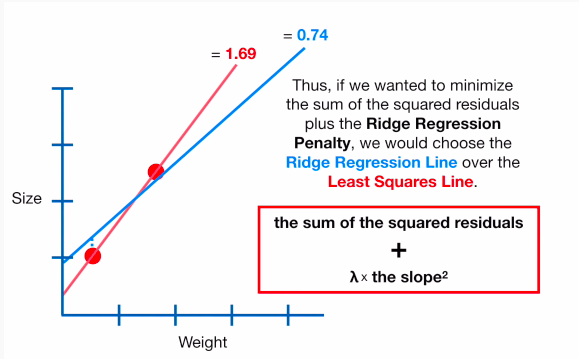 = 0.74
= 1.69
Thus, if we wanted to minimize
the sum of the squared residuals
plus the Ridge Regression
Penalty, we would choose the
Ridge Regression Line over the
Least Squares Line.
Size
the sum of the squared residuals
+
λ x the slope²
Weight